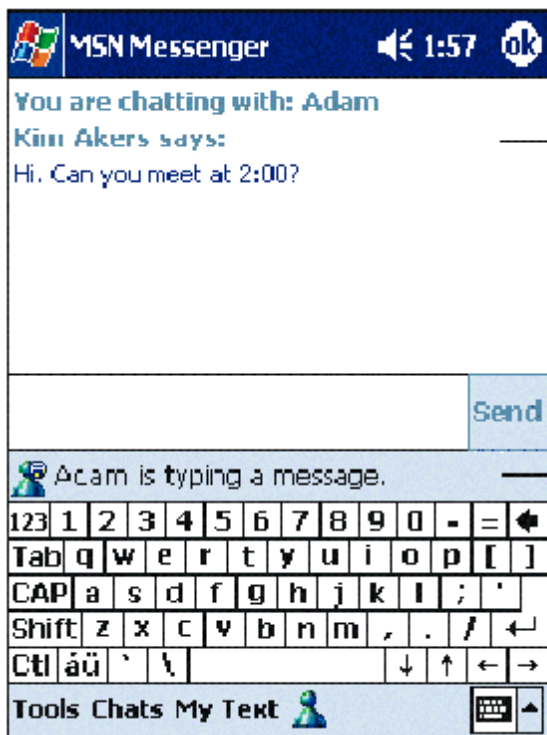 MSN Messenger 1:57 ok
You are chatting with: Adam
Kim Akers says:
Hi. Can you meet at 2:00?
Send
Adam is typing a message.
123 1 2 3 4 5 6 7 8 9 0 - =
Tab q w e r t y u i o p [ ]
CAP a s d f g h j k l ; '
Shift z x c v b n m , . /
Ctl áü ` \
Tools Chats My Text